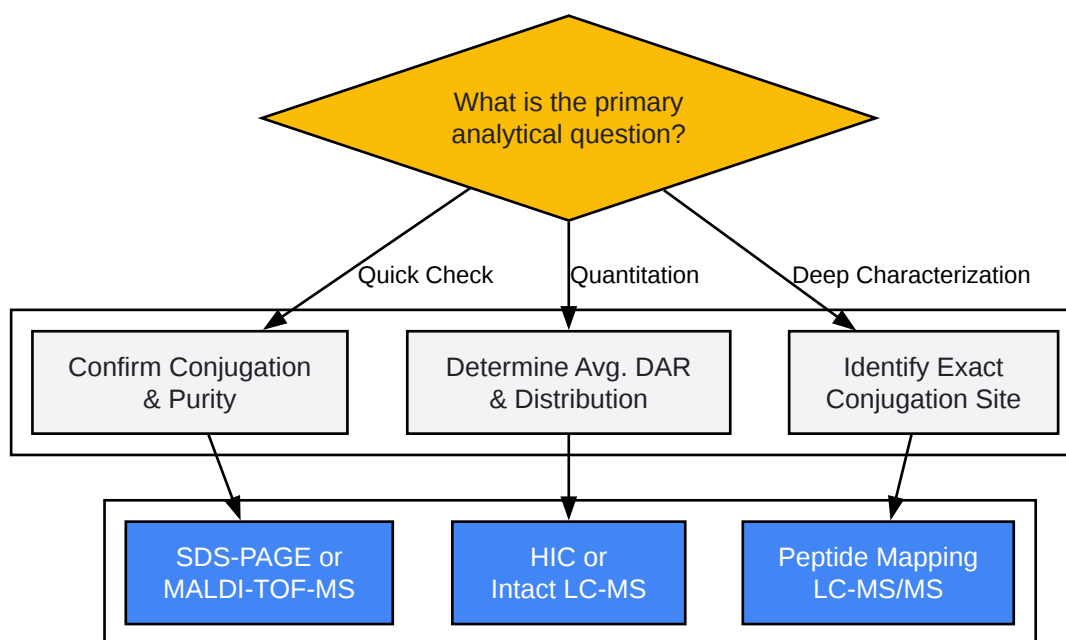 What is the primary
analytical question?
Quick Check
Quantitation
Deep Characterization
Confirm Conjugation
& Purity
Determine Avg. DAR
& Distribution
Identify Exact
Conjugation Site
SDS-PAGE or
MALDI-TOF-MS
HIC or
Intact LC-MS
Peptide Mapping
LC-MS/MS